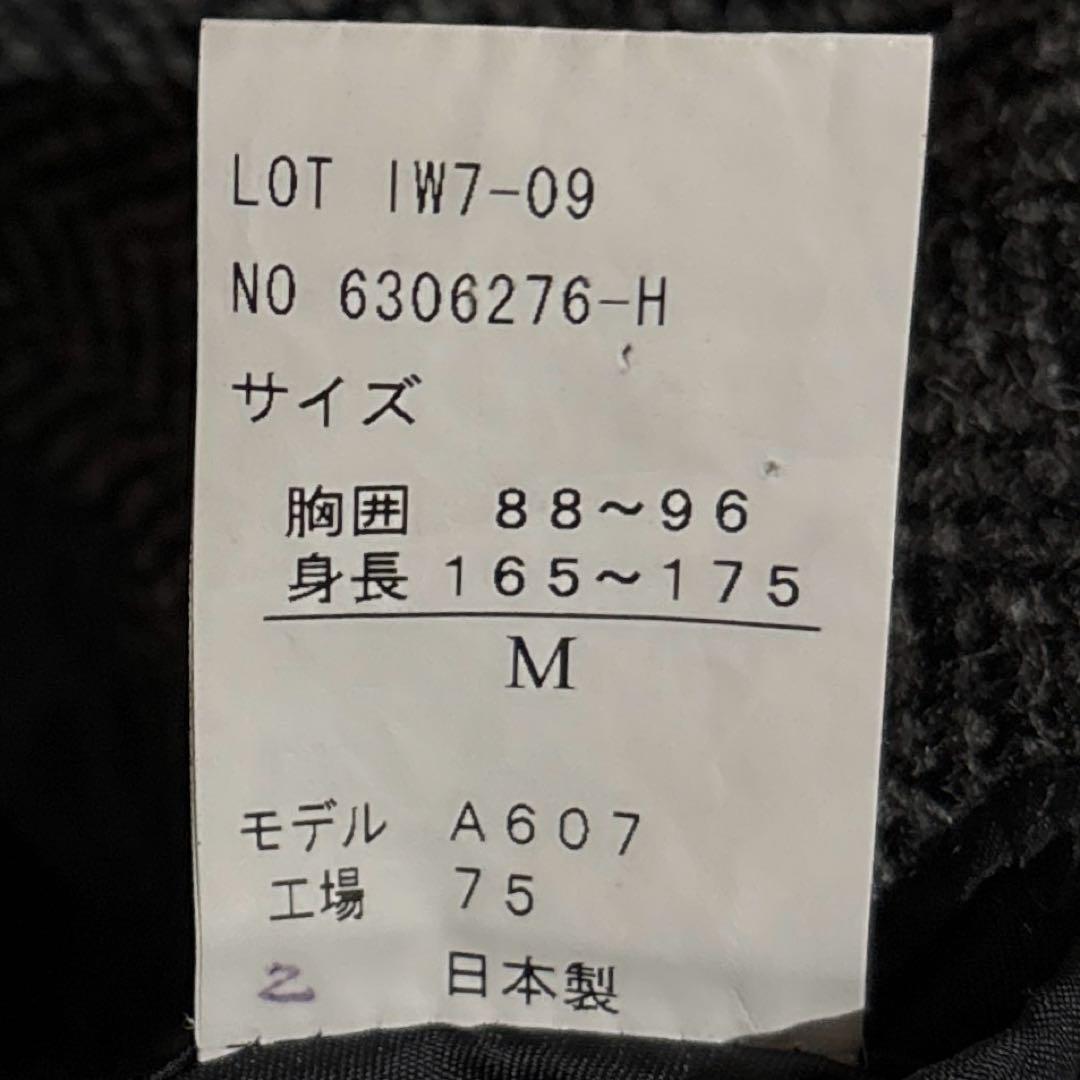 LOT IW7-09
NO 6306276-H
サイズ
胸囲 88～96
身長 165～175
M
モデル A607
工場 75
乙 日本製